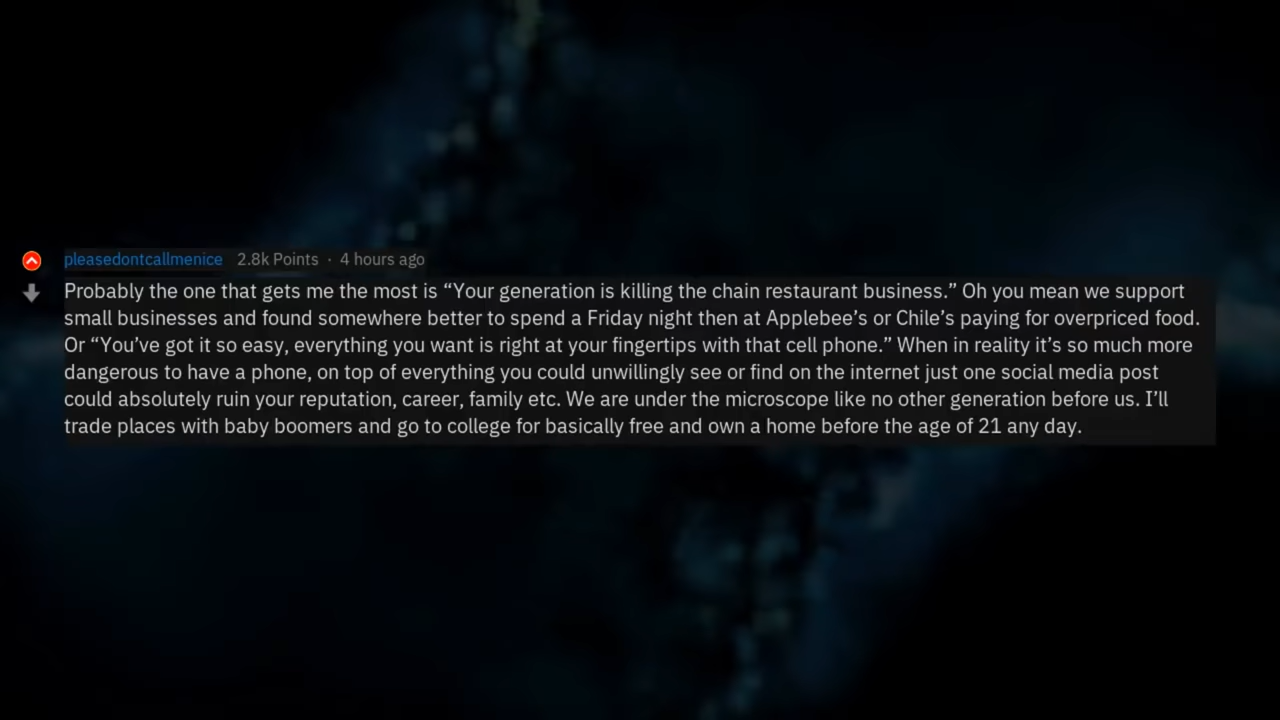 pleasedontcallmenice 2.8k Points · 4 hours ago
Probably the one that gets me the most is “Your generation is killing the chain restaurant business.” Oh you mean we support
small businesses and found somewhere better to spend a Friday night then at Applebee’s or Chile’s paying for overpriced food.
Or “You’ve got it so easy, everything you want is right at your fingertips with that cell phone.” When in reality it’s so much more
dangerous to have a phone, on top of everything you could unwillingly see or find on the internet just one social media post
could absolutely ruin your reputation, career, family etc. We are under the microscope like no other generation before us. I’ll
trade places with baby boomers and go to college for basically free and own a home before the age of 21 any day.